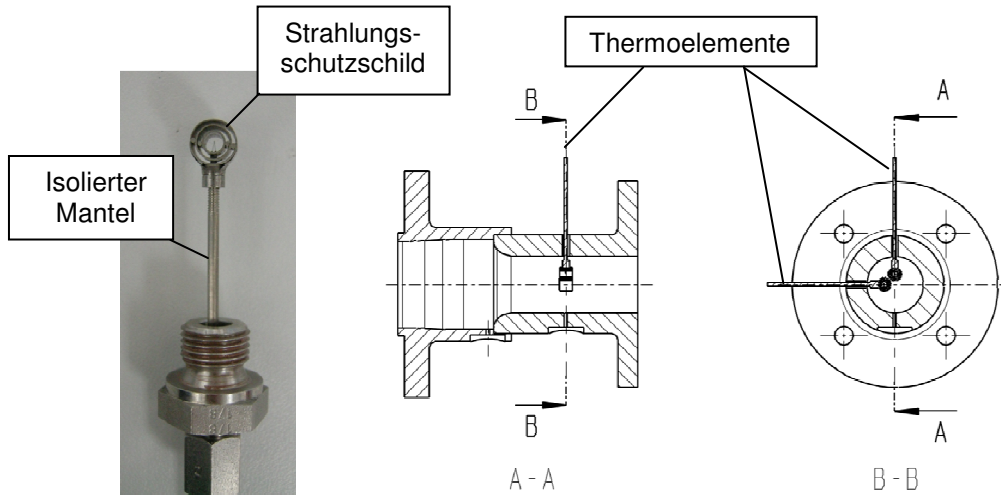 Strahlungs-
schutzschild
Isolierter
Mantel
Thermoelemente
B
B
A - A
A
A
B - B